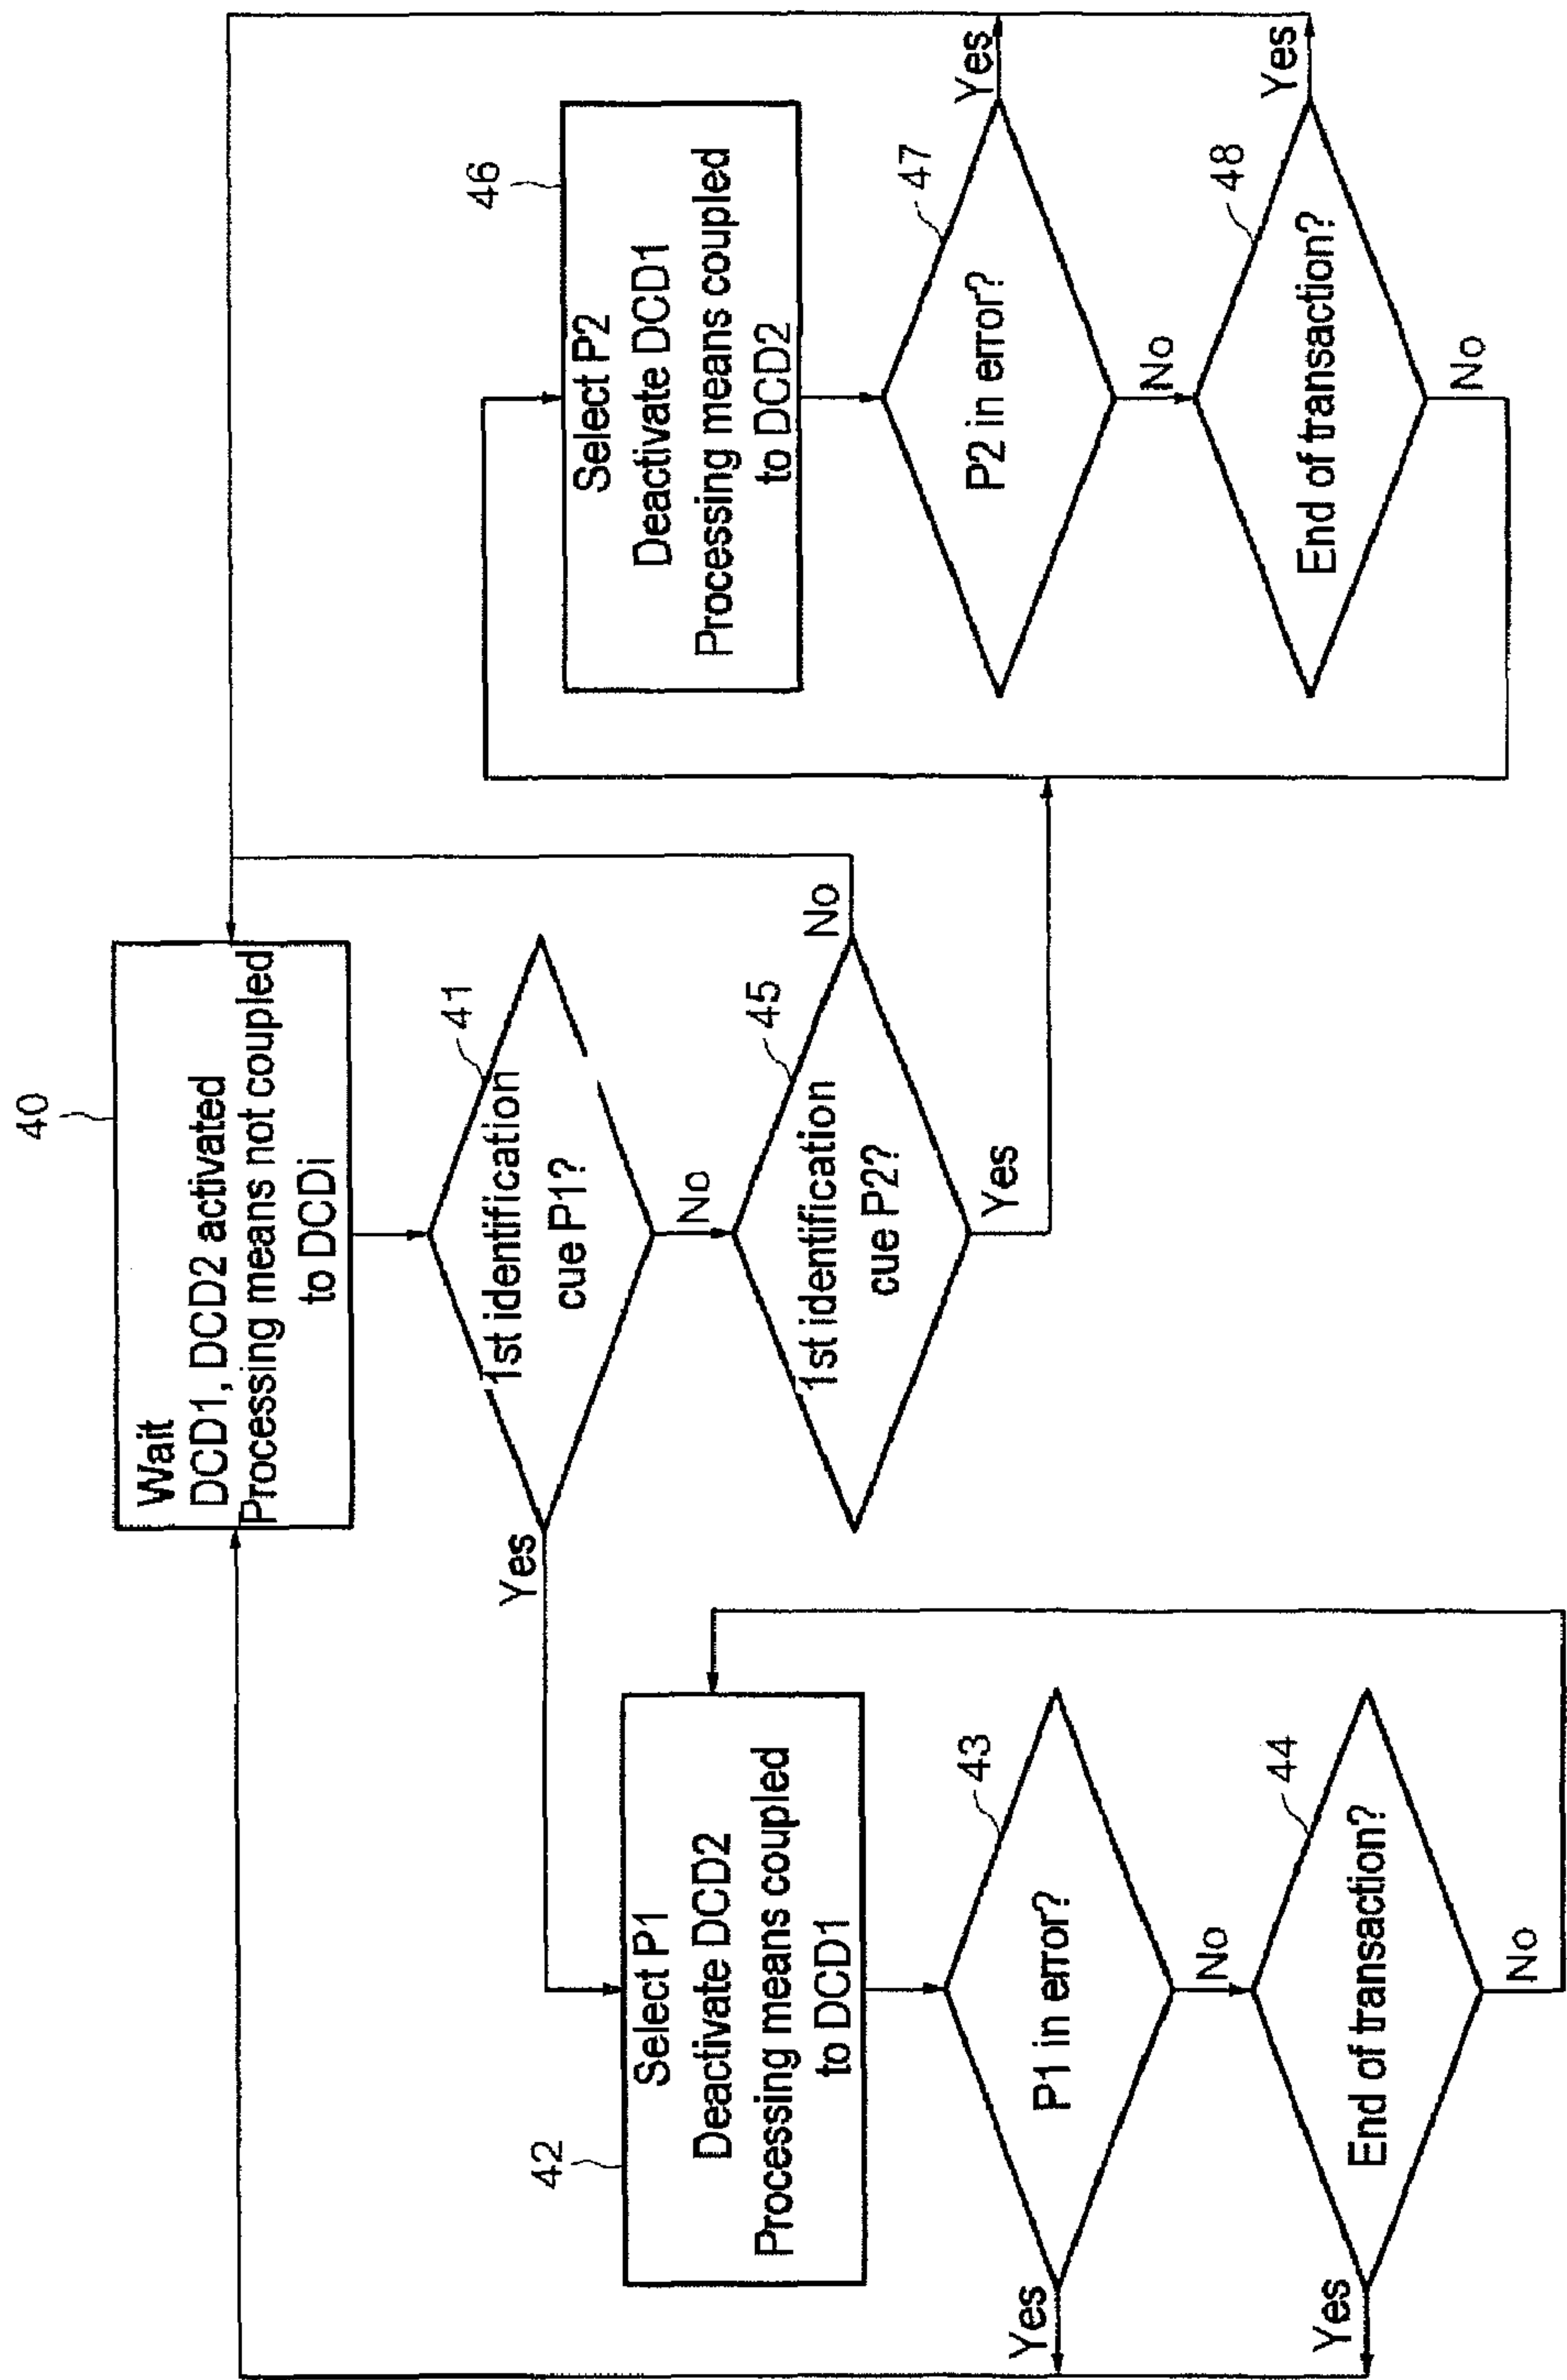 40
Wait
DCD1, DCD2 activated
Processing means not coupled
to DCDi
41
1st identification
cue P1?
Yes
No
45
1st identification
cue P2?
No
Yes
42
Select P1
Deactivate DCD2
Processing means coupled
to DCD1
43
P1 in error?
Yes
No
44
End of transaction?
Yes
No
46
Select P2
Deactivate DCD1
Processing means coupled
to DCD2
47
P2 in error?
Yes
No
48
End of transaction?
Yes
No